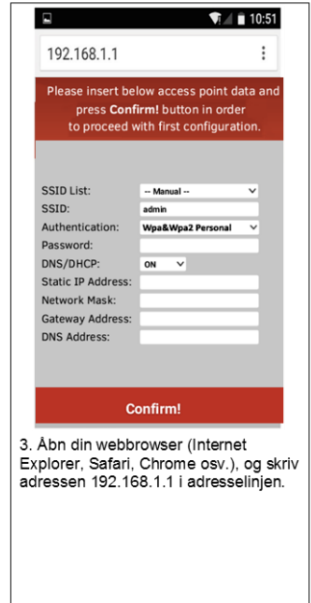 10:51
192.168.1.1
Please insert below access point data and
press Confirm! button in order
to proceed with first configuration.
SSID List: -- Manual --
SSID: admin
Authentication: Wpa&Wpa2 Personal
Password:
DNS/DHCP: ON
Static IP Address:
Network Mask:
Gateway Address:
DNS Address:
Confirm!
3. Åbn din webbrowser (Internet
Explorer, Safari, Chrome osv.), og skriv
adressen 192.168.1.1 i adresselinjen.